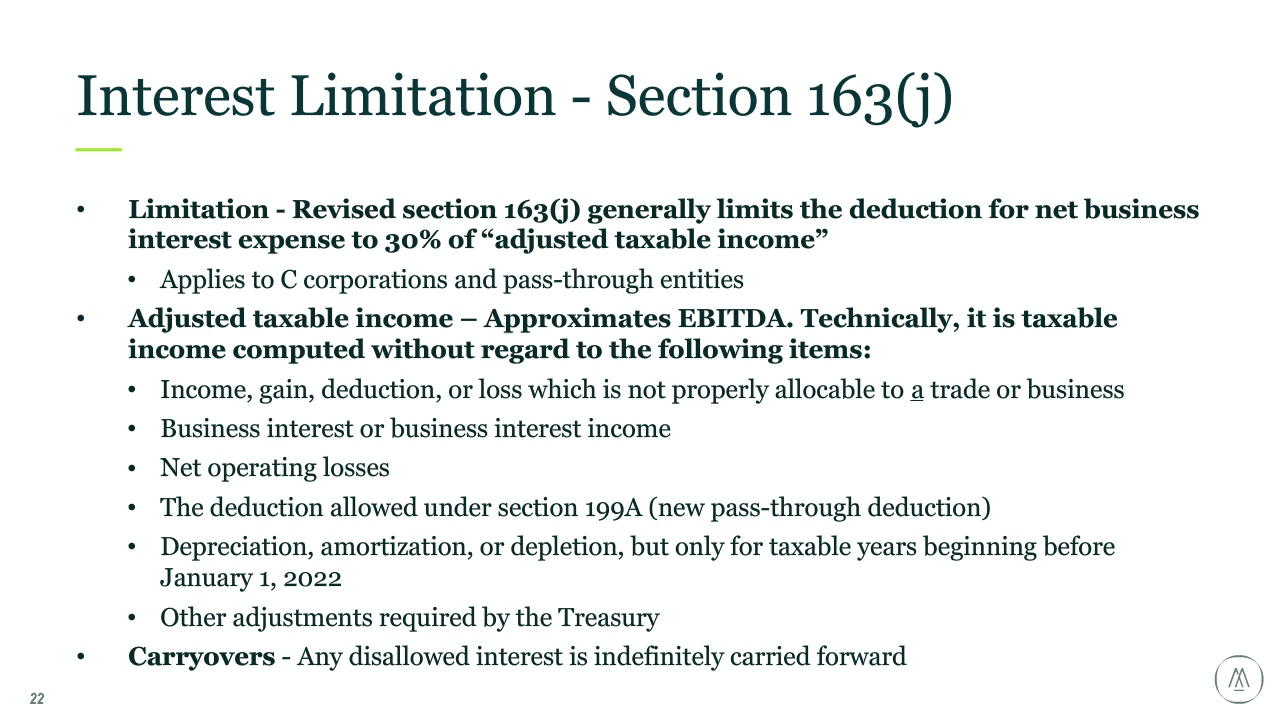 Interest Limitation - Section 163(j)
• Limitation - Revised section 163(j) generally limits the deduction for net business
interest expense to 30% of “adjusted taxable income”
• Applies to C corporations and pass-through entities
• Adjusted taxable income – Approximates EBITDA. Technically, it is taxable
income computed without regard to the following items:
• Income, gain, deduction, or loss which is not properly allocable to a trade or business
• Business interest or business interest income
• Net operating losses
• The deduction allowed under section 199A (new pass-through deduction)
• Depreciation, amortization, or depletion, but only for taxable years beginning before
January 1, 2022
• Other adjustments required by the Treasury
• Carryovers - Any disallowed interest is indefinitely carried forward
22